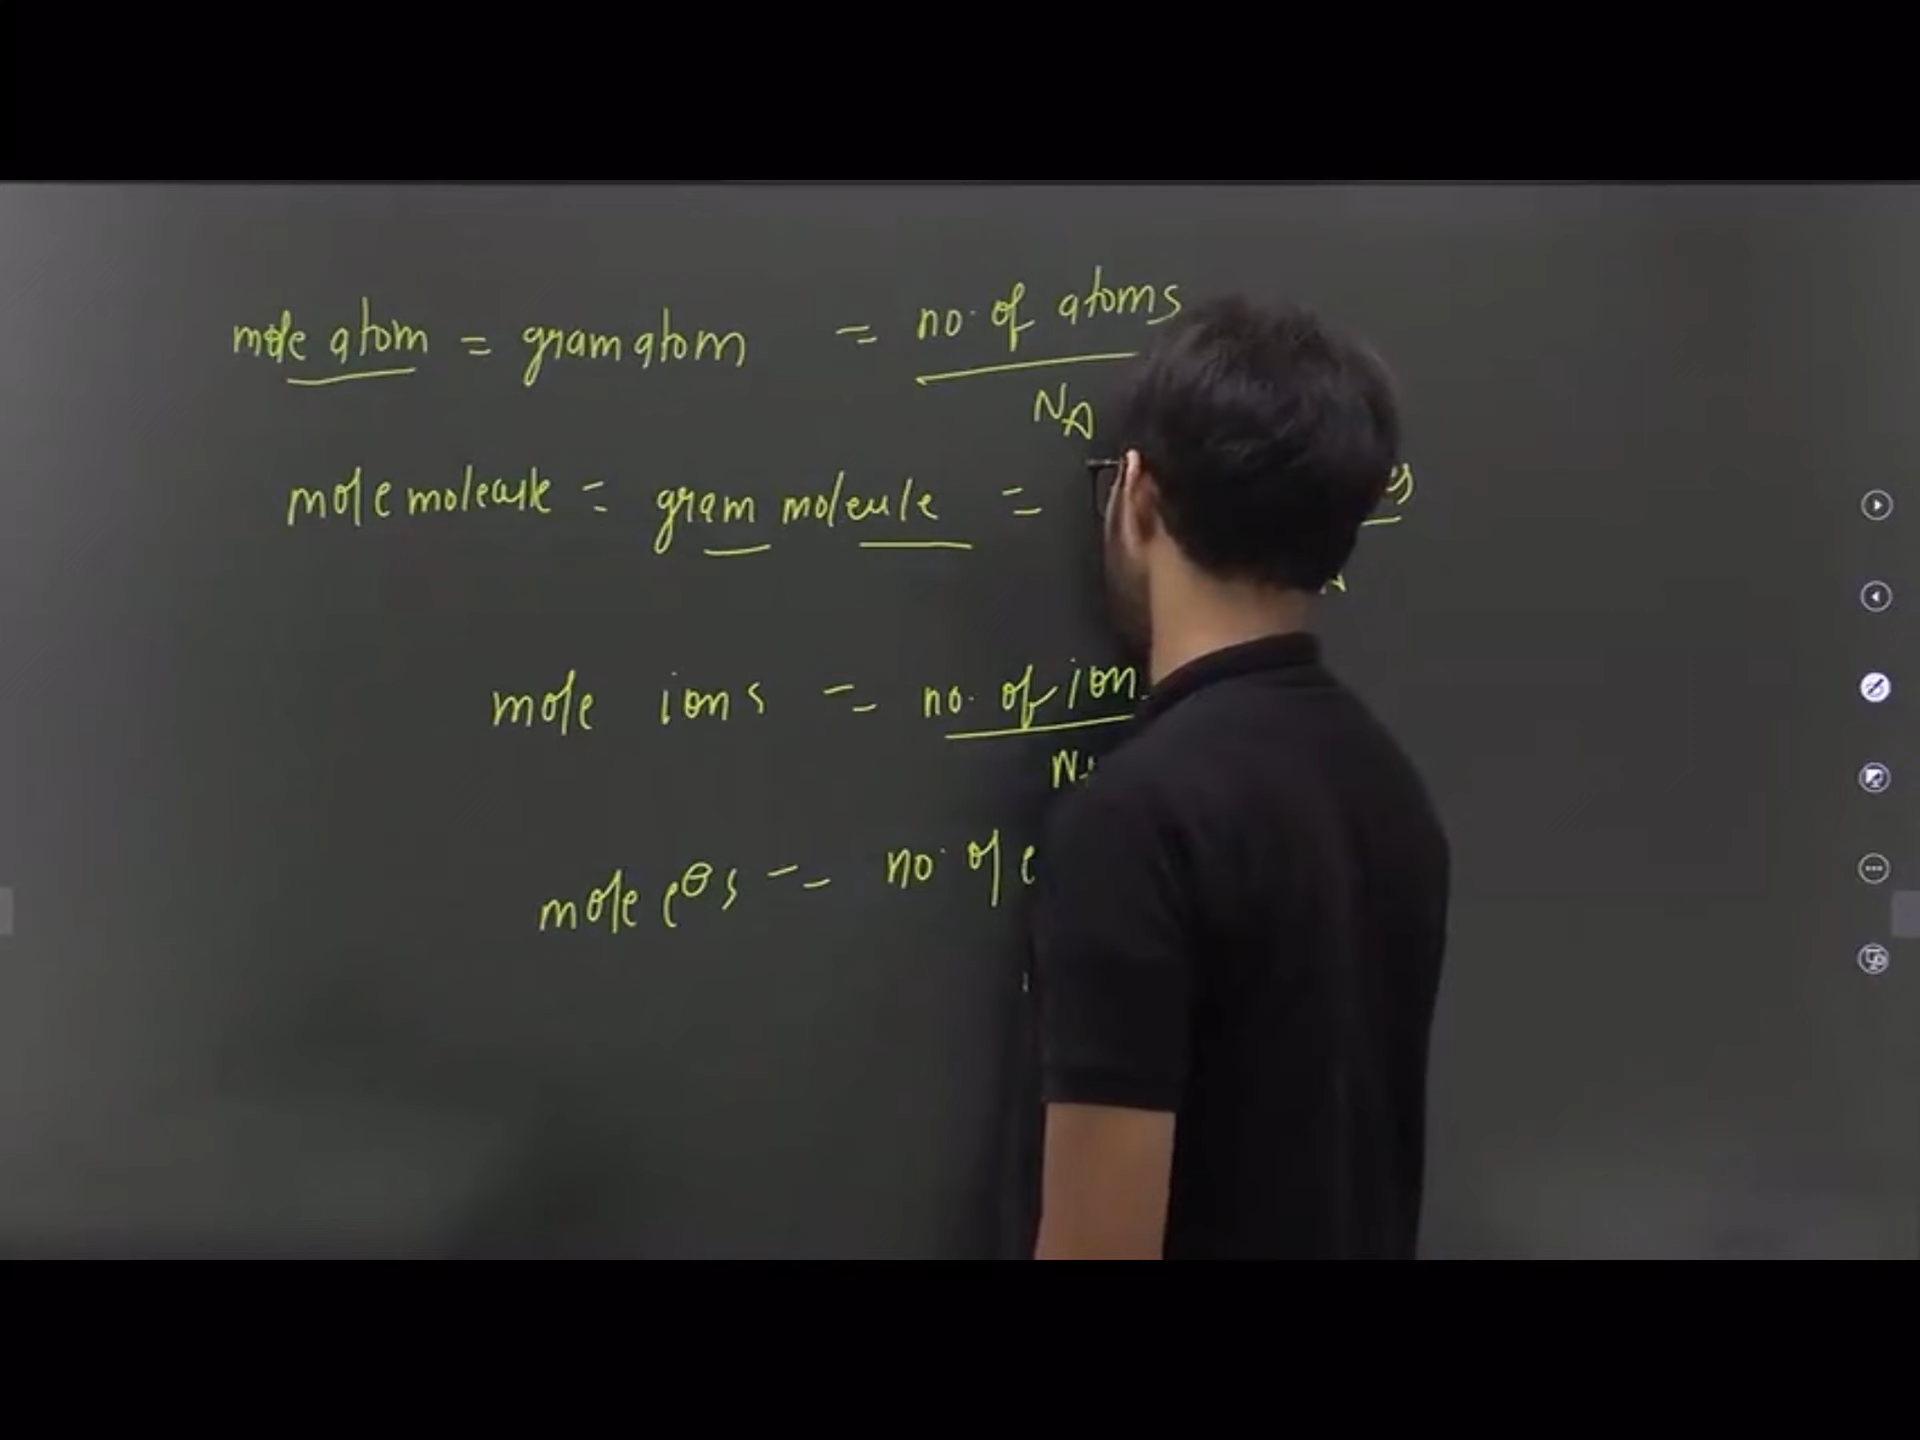 mole atom = gram atom = no. of atoms
NA
mole molecule = gram molecule =
mole ions = no. of ion
N
mole e⊖s = no. of e